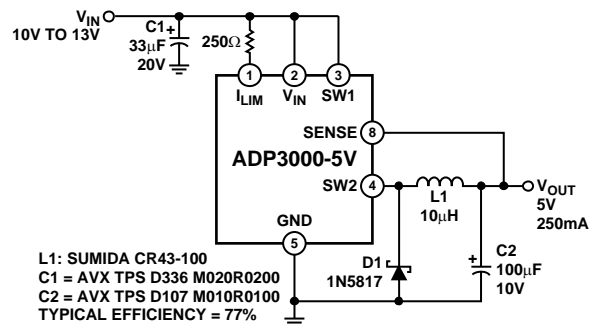 VIN
10V TO 13V
C1
+
33μF
20V
250Ω
1
2
3
ILIM
VIN
SW1
SENSE
8
ADP3000-5V
SW2
4
L1
10μH
VOUT
5V
250mA
GND
5
D1
1N5817
+
C2
100μF
10V
L1: SUMIDA CR43-100
C1 = AVX TPS D336 M020R0200
C2 = AVX TPS D107 M010R0100
TYPICAL EFFICIENCY = 77%